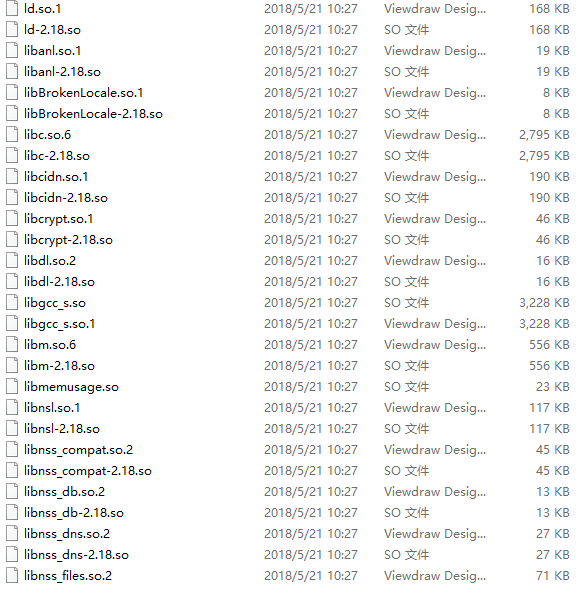 ld.so.1 2018/5/21 10:27 Viewdraw Desig... 168 KB
ld-2.18.so 2018/5/21 10:27 SO 文件 168 KB
libanl.so.1 2018/5/21 10:27 Viewdraw Desig... 19 KB
libanl-2.18.so 2018/5/21 10:27 SO 文件 19 KB
libBrokenLocale.so.1 2018/5/21 10:27 Viewdraw Desig... 8 KB
libBrokenLocale-2.18.so 2018/5/21 10:27 SO 文件 8 KB
libc.so.6 2018/5/21 10:27 Viewdraw Desig... 2,795 KB
libc-2.18.so 2018/5/21 10:27 SO 文件 2,795 KB
libcidn.so.1 2018/5/21 10:27 Viewdraw Desig... 190 KB
libcidn-2.18.so 2018/5/21 10:27 SO 文件 190 KB
libcrypt.so.1 2018/5/21 10:27 Viewdraw Desig... 46 KB
libcrypt-2.18.so 2018/5/21 10:27 SO 文件 46 KB
libdl.so.2 2018/5/21 10:27 Viewdraw Desig... 16 KB
libdl-2.18.so 2018/5/21 10:27 SO 文件 16 KB
libgcc_s.so 2018/5/21 10:27 SO 文件 3,228 KB
libgcc_s.so.1 2018/5/21 10:27 Viewdraw Desig... 3,228 KB
libm.so.6 2018/5/21 10:27 Viewdraw Desig... 556 KB
libm-2.18.so 2018/5/21 10:27 SO 文件 556 KB
libmemusage.so 2018/5/21 10:27 SO 文件 23 KB
libnsl.so.1 2018/5/21 10:27 Viewdraw Desig... 117 KB
libnsl-2.18.so 2018/5/21 10:27 SO 文件 117 KB
libnss_compat.so.2 2018/5/21 10:27 Viewdraw Desig... 45 KB
libnss_compat-2.18.so 2018/5/21 10:27 SO 文件 45 KB
libnss_db.so.2 2018/5/21 10:27 Viewdraw Desig... 13 KB
libnss_db-2.18.so 2018/5/21 10:27 SO 文件 13 KB
libnss_dns.so.2 2018/5/21 10:27 Viewdraw Desig... 27 KB
libnss_dns-2.18.so 2018/5/21 10:27 SO 文件 27 KB
libnss_files.so.2 2018/5/21 10:27 Viewdraw Desig... 71 KB